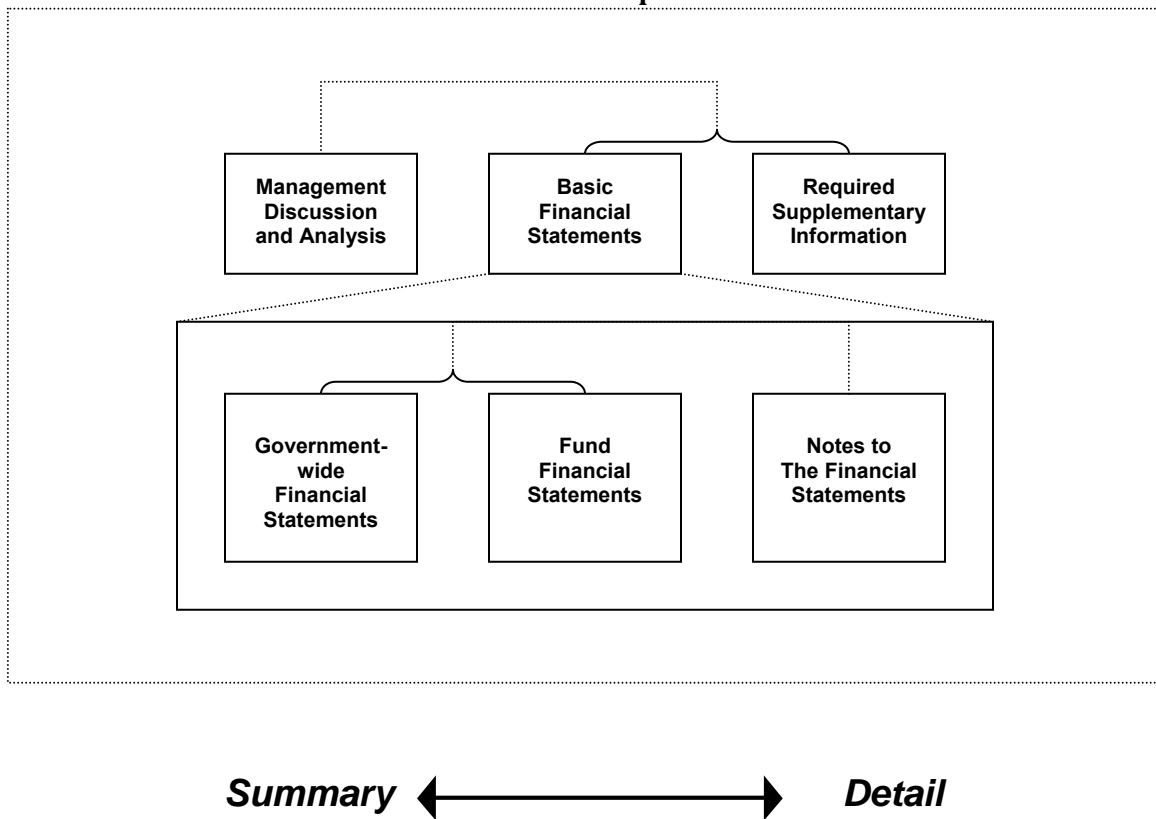 Management
Discussion
and Analysis
Basic
Financial
Statements
Required
Supplementary
Information
Government-
wide
Financial
Statements
Fund
Financial
Statements
Notes to
The Financial
Statements
Summary
Detail